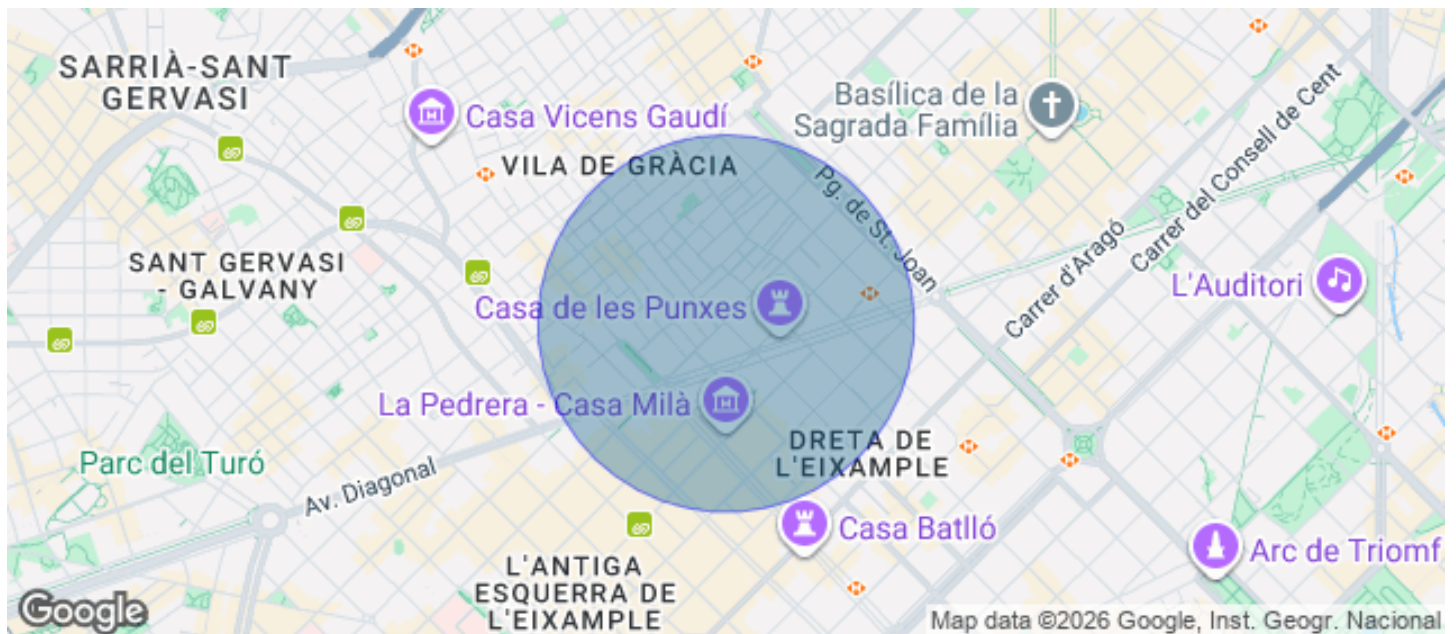 SARRIÀ-SANT
GERVASI
Casa Vicens Gaudí
Basílica de la
Sagrada Família
VILA DE GRÀCIA
Pg. de St. Joan
Carrer del Consell de Cent
Carrer d'Aragó
SANT GERVASI
- GALVANY
L'Auditori
Casa de les Punxes
La Pedrera - Casa Milà
DRETA DE
L'EIXAMPLE
Parc del Turó
Av. Diagonal
Casa Batlló
Arc de Triomf
L'ANTIGA
ESQUERRA DE
L'EIXAMPLE
Google
Map data ©2026 Google, Inst. Geogr. Nacional